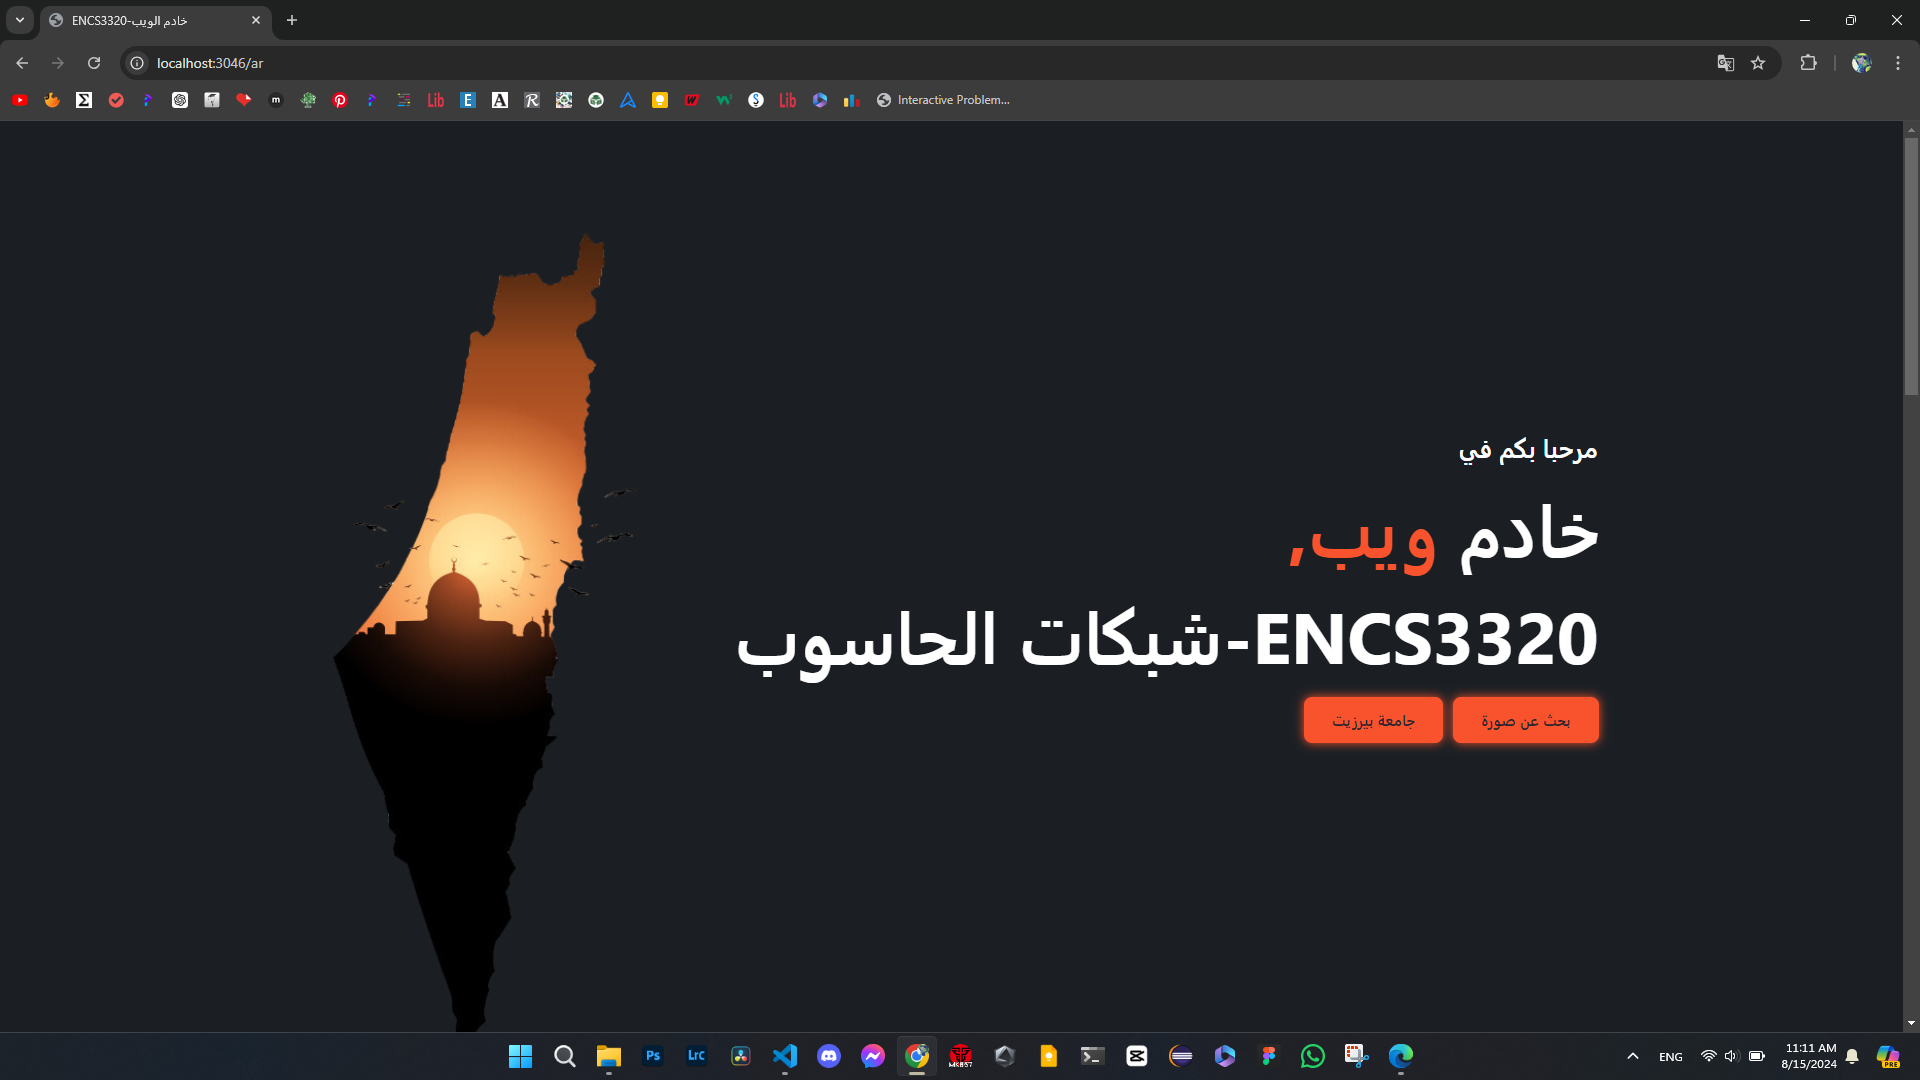 ENCS3320-خادم الويب
localhost:3046/ar
Interactive Problem...
مرحبا بكم في
خادم ويب,
ENCS3320-شبكات الحاسوب
بحث عن صورة
جامعة بيرزيت
ENG
11:11 AM
8/15/2024